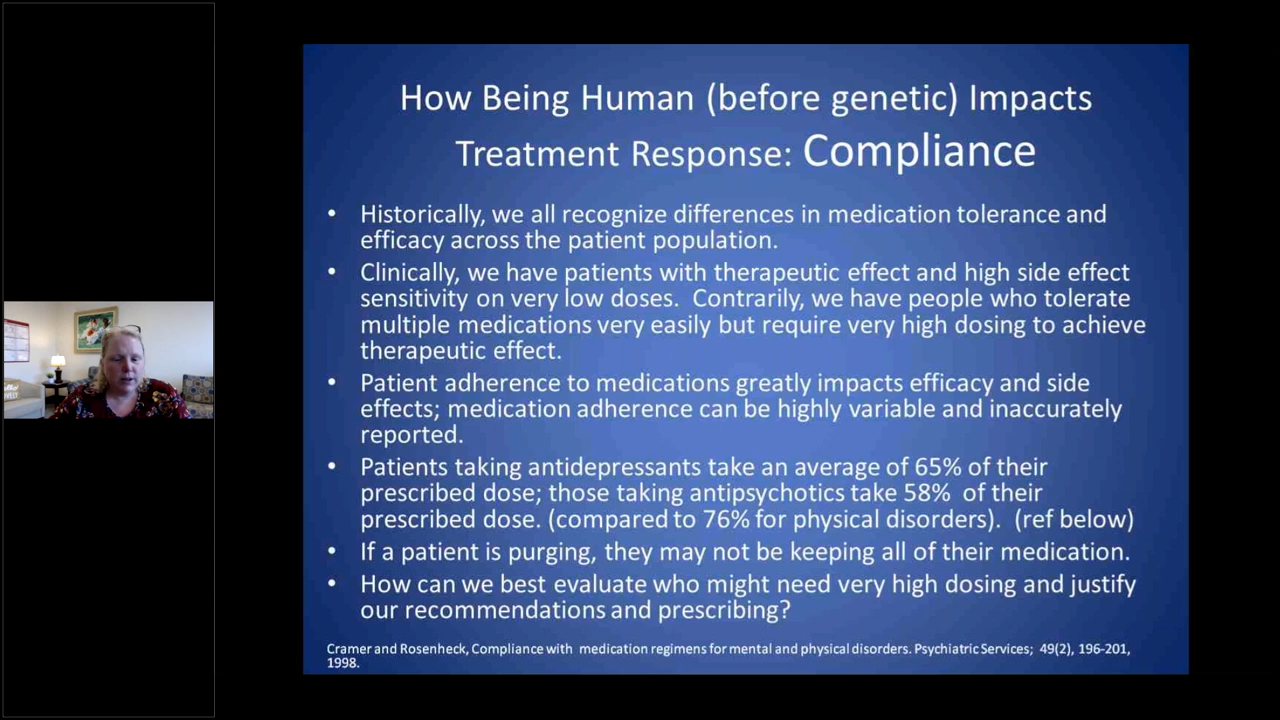 How Being Human (before genetic) Impacts
Treatment Response: Compliance
• Historically, we all recognize differences in medication tolerance and
efficacy across the patient population.
• Clinically, we have patients with therapeutic effect and high side effect
sensitivity on very low doses.  Contrarily, we have people who tolerate
multiple medications very easily but require very high dosing to achieve
therapeutic effect.
• Patient adherence to medications greatly impacts efficacy and side
effects; medication adherence can be highly variable and inaccurately
reported.
• Patients taking antidepressants take an average of 65% of their
prescribed dose; those taking antipsychotics take 58%  of their
prescribed dose. (compared to 76% for physical disorders).  (ref below)
• If a patient is purging, they may not be keeping all of their medication.
• How can we best evaluate who might need very high dosing and justify
our recommendations and prescribing?
Cramer and Rosenheck, Compliance with  medication regimens for mental and physical disorders. Psychiatric Services;  49(2), 196-201,
1998.